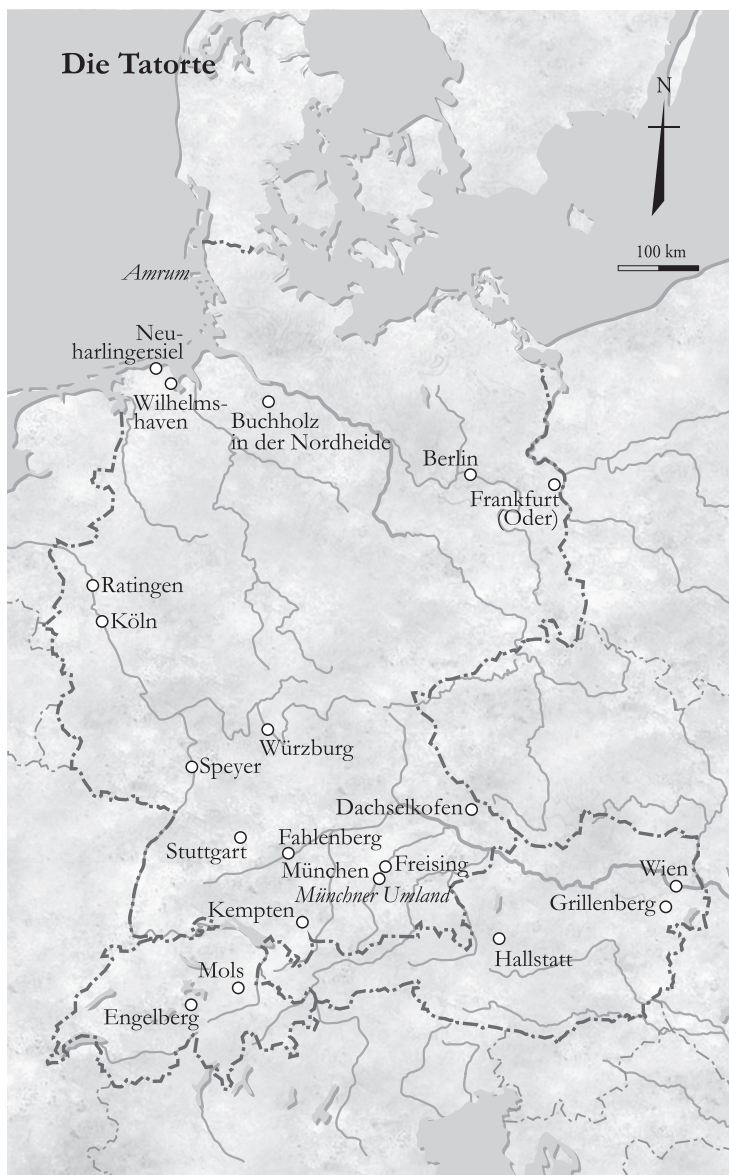 Die Tatorte
N
100 km
Amrum
Neu-
harlingersiel
Wilhelms-
haven
Buchholz
in der Nordheide
Berlin
Frankfurt
(Oder)
Ratingen
Köln
Würzburg
Speyer
Dachselkofen
Stuttgart
Fahlenberg
München
Freising
Münchner Umland
Wien
Grillenberg
Kempten
Hallstatt
Mols
Engelberg